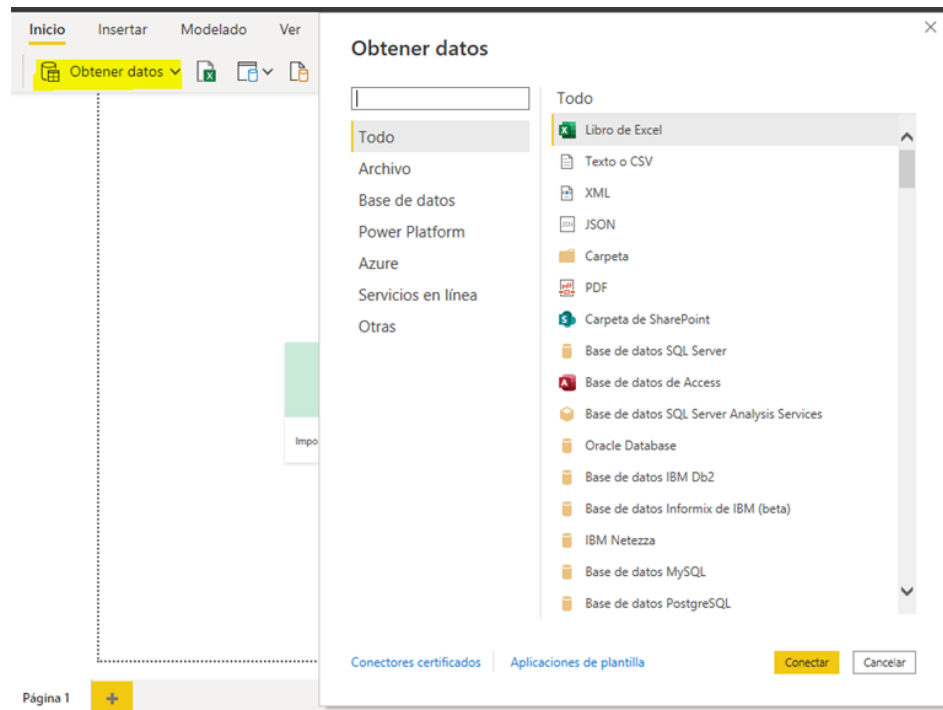 Inicio Insertar Modelado Ver
Obtener datos
Obtener datos
Todo
Archivo
Base de datos
Power Platform
Azure
Servicios en línea
Otras
Todo
Libro de Excel
Texto o CSV
XML
JSON
Carpeta
PDF
Carpeta de SharePoint
Base de datos SQL Server
Base de datos de Access
Base de datos SQL Server Analysis Services
Oracle Database
Base de datos IBM Db2
Base de datos Informix de IBM (beta)
IBM Netezza
Base de datos MySQL
Base de datos PostgreSQL
Impo
Conectores certificados Aplicaciones de plantilla Conectar Cancelar
Página 1 +